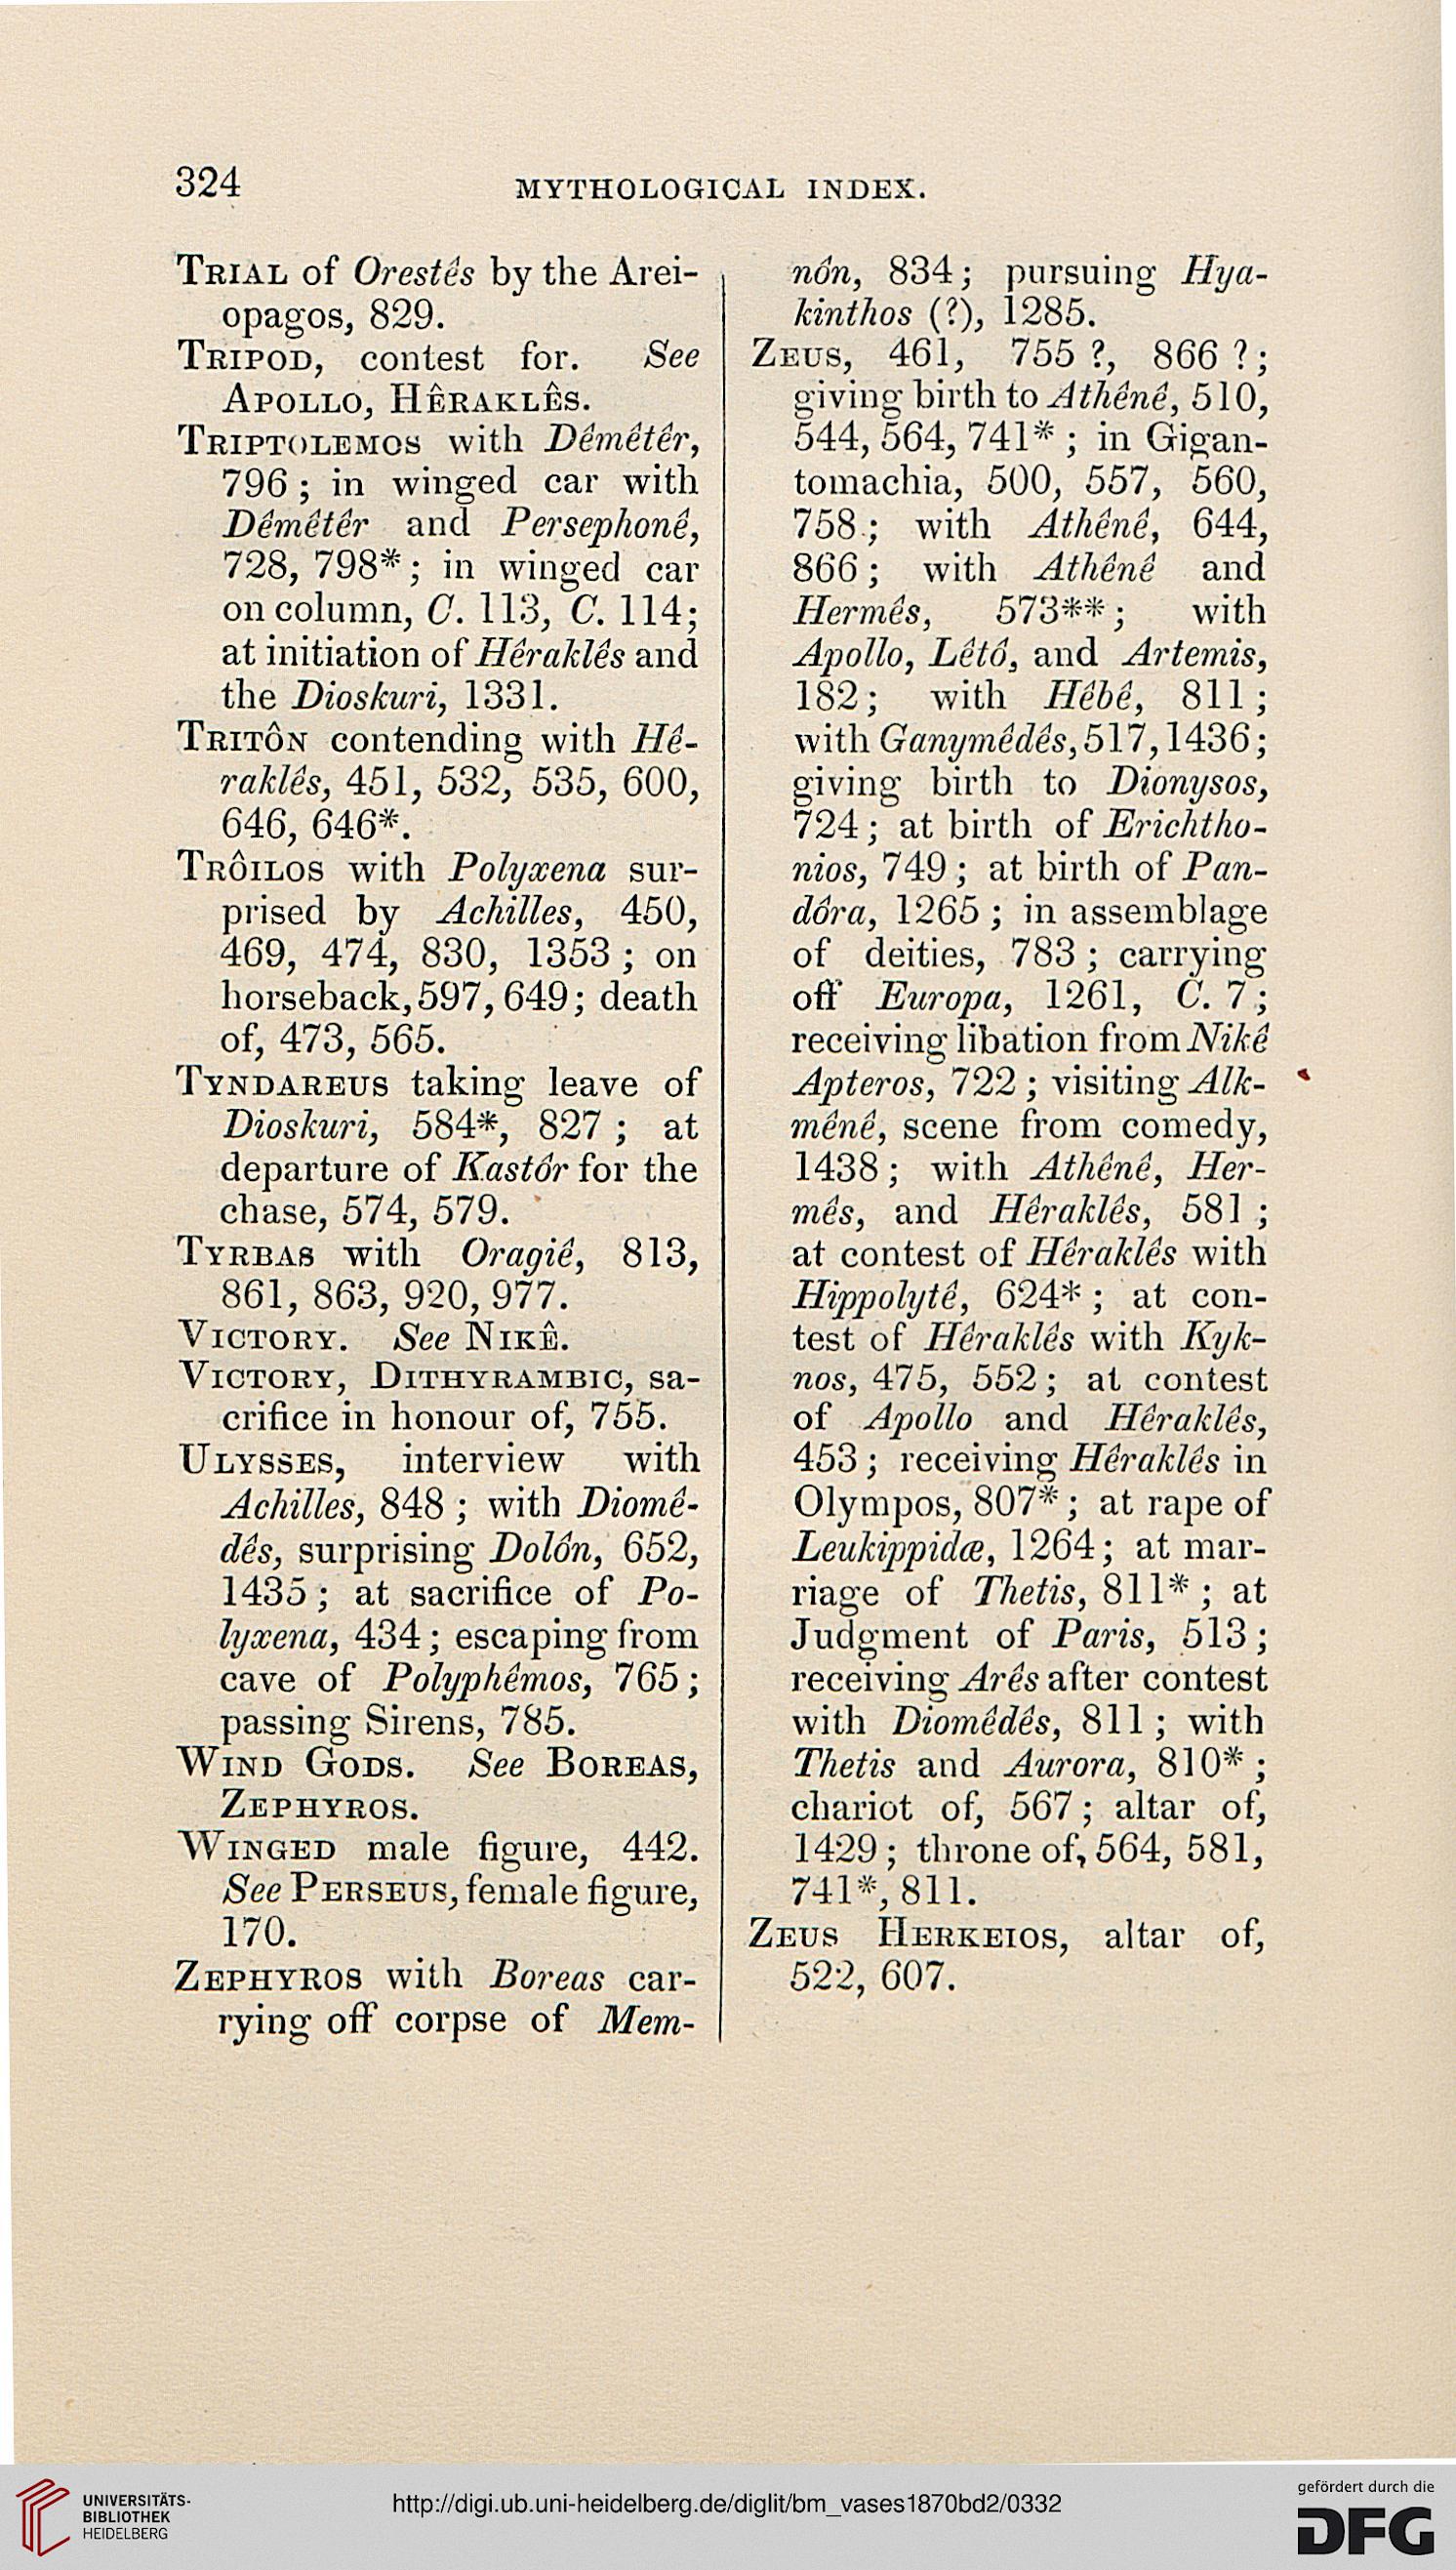 324
MYTHOLOGICAL INDEX.
TRIAL of Orestês by the Arei-
opagos, 829.
TRIPOD, contest for. See
APOLLO, HÊRAKLÊS.
TRIPTOLEMOS with Dêmêtêr,
796 ; in winged car with
Dêmêtêr and Persephonê,
728, 798* ; in winged car
on column, C. 113, C. 114;
at initiation of Hêraklês and
the Dioskuri, 1331.
TRITÔN contending with Hê-
raklês, 451, 532, 535, 600,
646, 646*.
TRÔILOS with Polyxena sur-
prised by Achilles, 450,
469, 474, 830, 1353 ; on
horseback, 597, 649; death
of, 473, 565.
TYNDAREUS taking leave of
Dioskuri, 584*, 827 ; at
departure of Kastôr for the
chase, 574, 579.
TYRBAS with Oragiê, 813,
861, 863, 920, 977.
VICTORY. See NIKÊ.
VICTORY, DITHYRAMBIC, sa-
crifice in honour of, 755.
ULYSSES, interview with
Achilles, 848 ; with Diomê-
dês, surprising Dolôn, 652,
1435 ; at sacrifice of Po-
lyxena, 434 ; escaping from
cave of Polyphêmos, 765 ;
passing Sirens, 785.
WIND GODS. See BOREAS,
ZEPHYROS.
WINGED male figure, 442.
See PERSEUS, female figure,
170.
ZEPHYROS with Boreas car-
rying off corpse of Mem-
nôn, 834 ; pursuing Hya-
kinthos (?), 1285.
ZEUS, 461, 755 ?, 866 ? ;
giving birth to Athênê, 510,
544, 564, 741* ; in Gigan-
tomachia, 500, 557, 560,
758 ; with Athênê, 644,
866 ; with Athênê and
Hermês, 573** ; with
Apollo, Lêtô, and Artemis,
182 ; with Hêbê, 811 ;
with Ganymêdês, 517, 1436 ;
giving birth to Dionysos,
724 ; at birth of Erichtho-
nios, 749 ; at birth of Pan-
dôra, 1265 ; in assemblage
of deities, 783 ; carrying
off Europa, 1261, C. 7 ;
receiving libation from Nikê
Apteros, 722 ; visiting Alk-
mênê, scene from comedy,
1438 ; with Athênê, Her-
mês, and Hêraklês, 581 ;
at contest of Hêraklês with
Hippolytê, 624* ; at con-
test of Hêraklês with Kyk-
nos, 475, 552 ; at contest
of Apollo and Hêraklês,
453 ; receiving Hêraklês in
Olympos, 807* ; at rape of
Leukippidæ, 1264 ; at mar-
riage of Thetis, 811* ; at
Judgment of Paris, 513 ;
receiving Arês after contest
with Diomêdês, 811 ; with
Thetis and Aurora, 810* ;
chariot of, 567 ; altar of,
1429 ; throne of, 564, 581,
741*, 811.
ZEUS HERKEIOS, altar of,
522, 607.
UNIVERSITÄTS-
BIBLIOTHEK
HEIDELBERG
http://digi.ub.uni-heidelberg.de/diglit/bm_vases1870bd2/0332
gefördert durch die
DFG